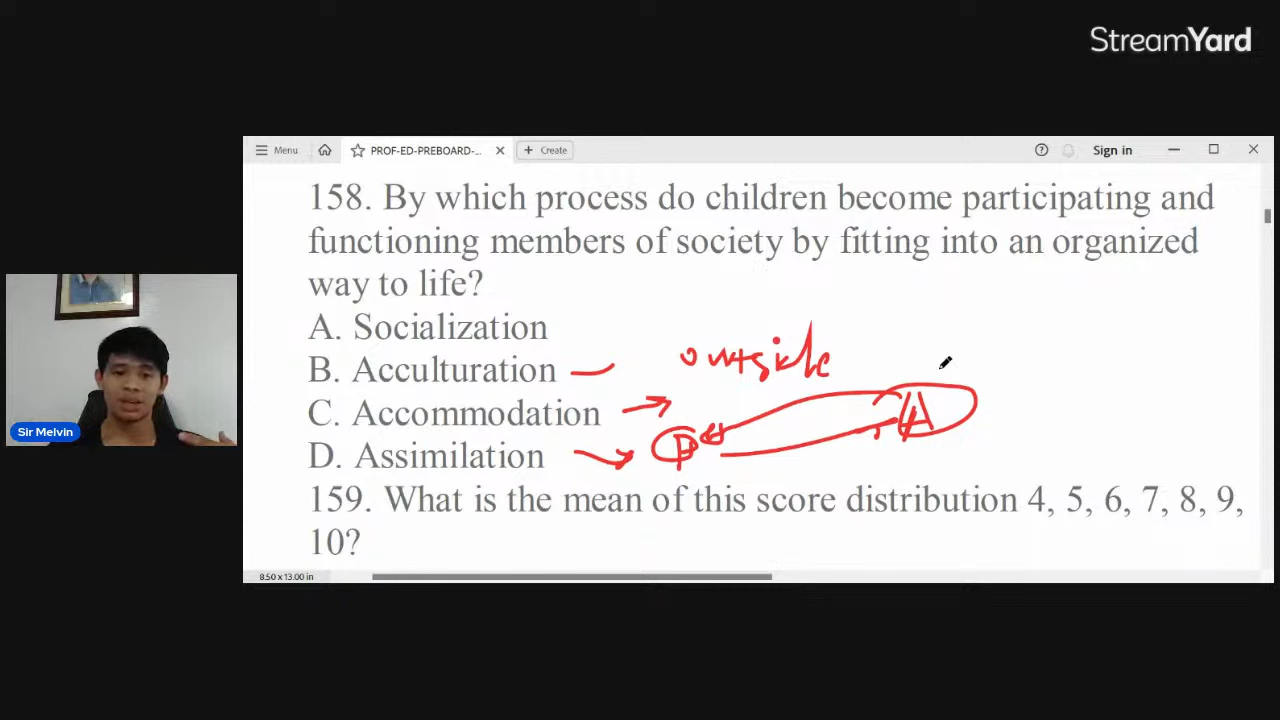 StreamYard
Menu
PROF-ED-PREBOARD-...
Create
Sign in
158. By which process do children become participating and
functioning members of society by fitting into an organized
way to life?
A. Socialization
B. Acculturation
outside
C. Accommodation
A
D. Assimilation
P
159. What is the mean of this score distribution 4, 5, 6, 7, 8, 9,
10?
Sir Melvin
8.50 x 13.00 in